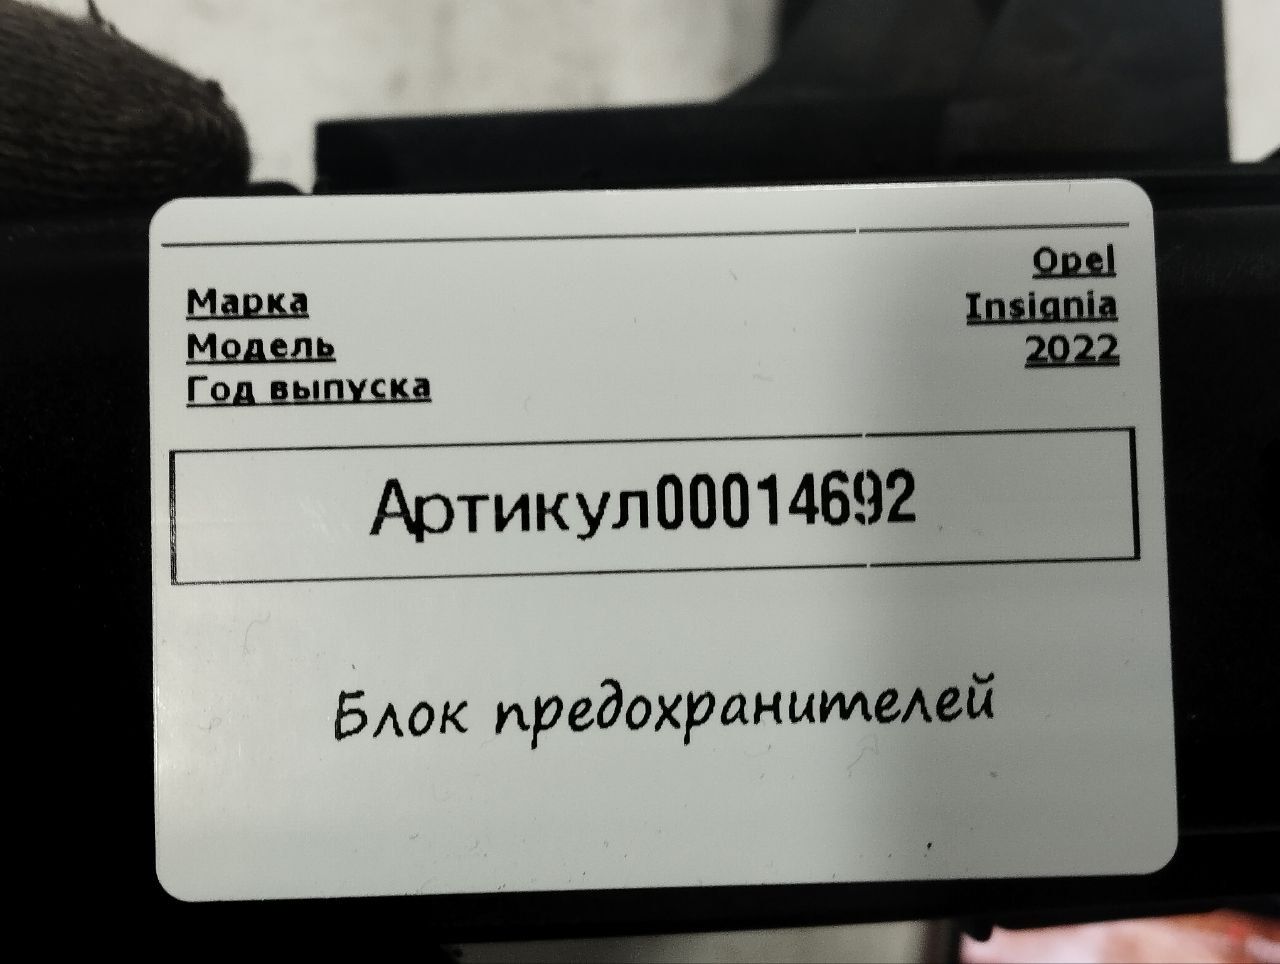 Opel
Марка
Insignia
Модель
2022
Год выпуска
Артикул00014692
Блок предохранителей